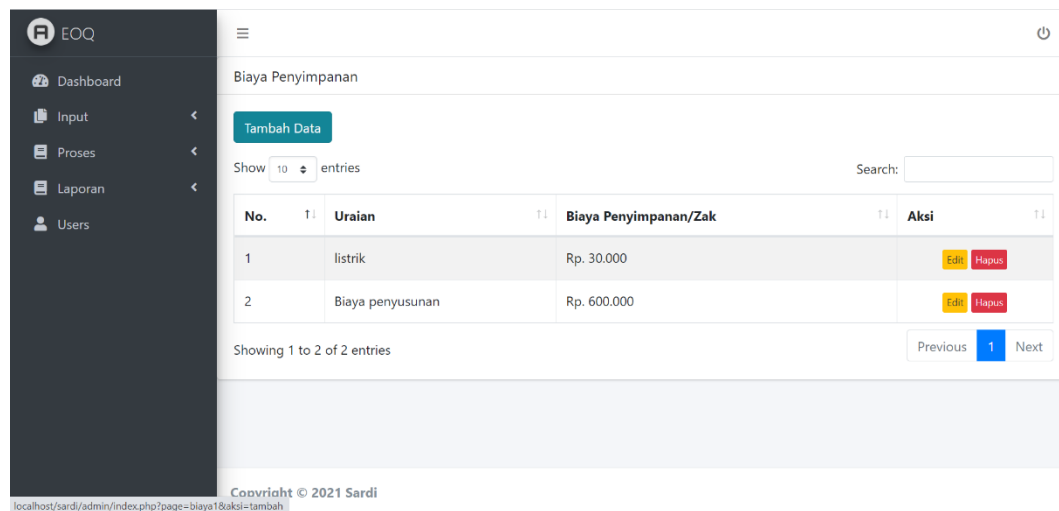 EOQ
Dashboard
Input
Proses
Laporan
Users
Biaya Penyimpanan
Tambah Data
Show 10 entries
Search:
No. Uraian Biaya Penyimpanan/Zak Aksi
1 listrik Rp. 30.000 Edit Hapus
2 Biaya penyusunan Rp. 600.000 Edit Hapus
Showing 1 to 2 of 2 entries
Previous 1 Next
Copyright © 2021 Sardi
localhost/sardi/admin/index.php?page=biaya1&aksi=tambah